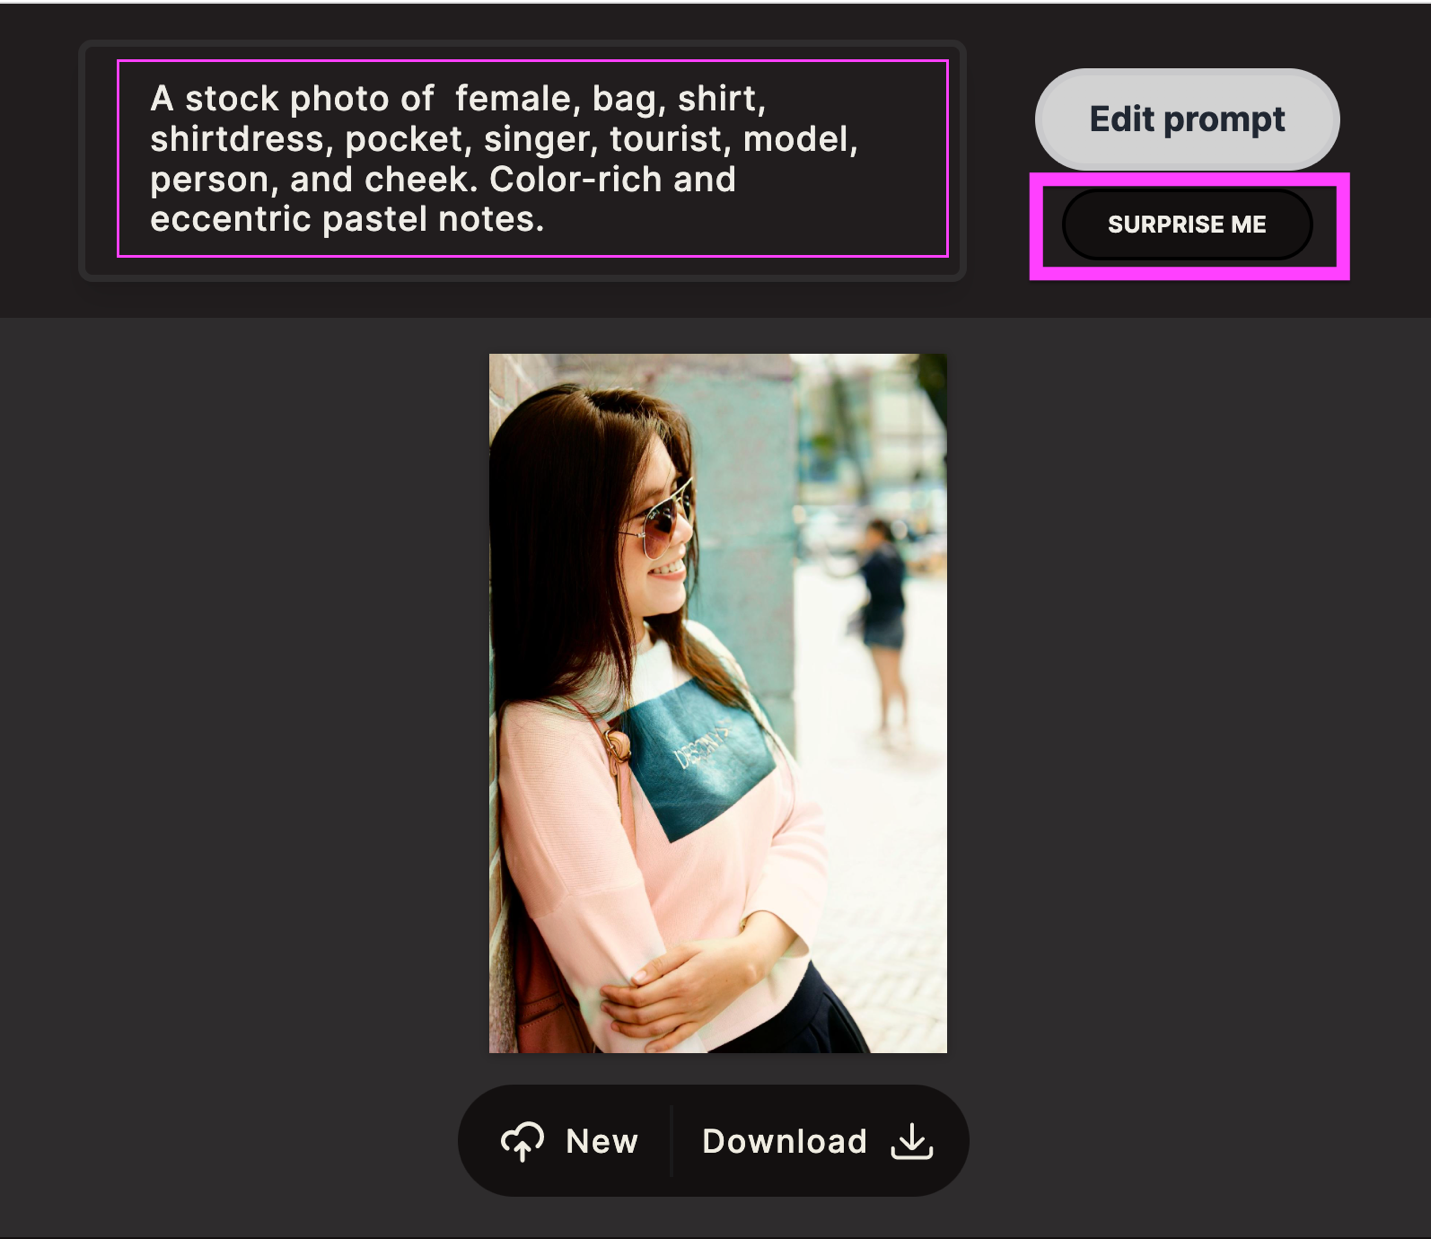 A stock photo of  female, bag, shirt,
shirtdress, pocket, singer, tourist, model,
person, and cheek. Color-rich and
eccentric pastel notes.
Edit prompt
SURPRISE ME
New
Download